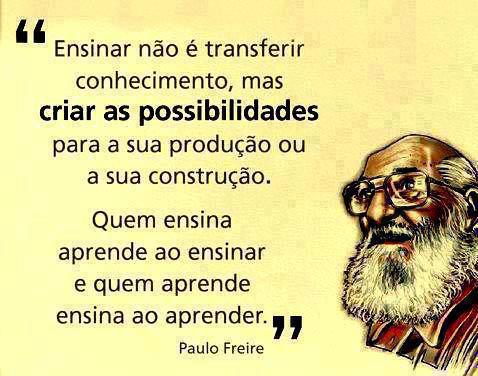 “ Ensinar não é transferir
conhecimento, mas
criar as possibilidades
para a sua produção ou
a sua construção.
Quem ensina
aprende ao ensinar
e quem aprende
ensina ao aprender. ”
Paulo Freire